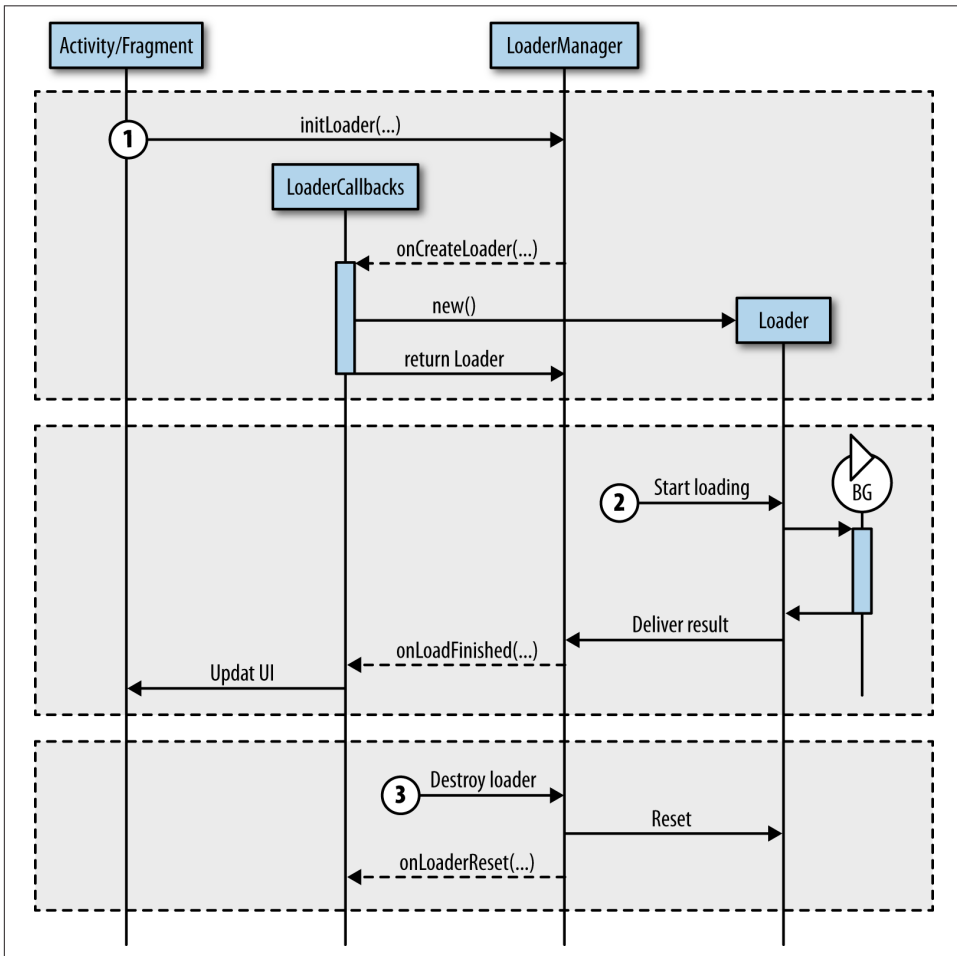 Activity/Fragment
LoaderManager
1
initLoader(...)
LoaderCallbacks
onCreateLoader(...)
new()
Loader
return Loader
BG
2
Start loading
Deliver result
onLoadFinished(...)
Updat UI
3
Destroy loader
Reset
onLoaderReset(...)